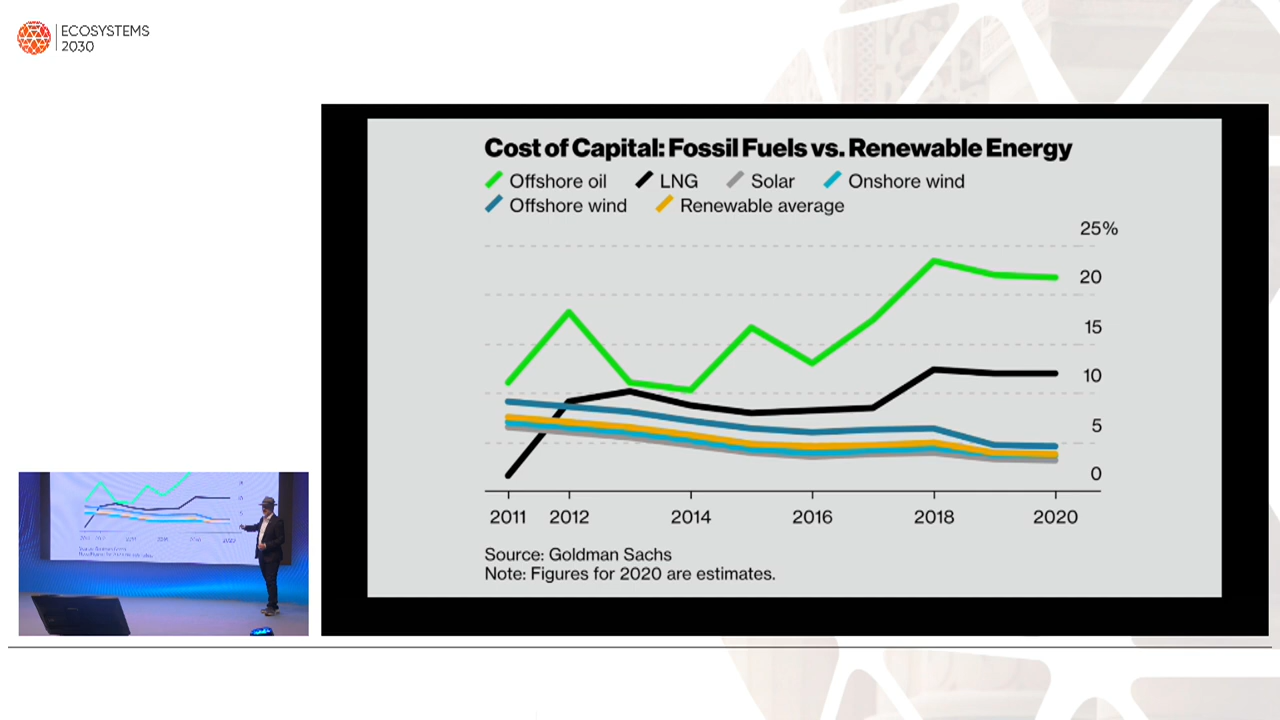 ECOSYSTEMS
2030
Cost of Capital: Fossil Fuels vs. Renewable Energy
Offshore oil LNG Solar Onshore wind
Offshore wind Renewable average
25%
20
15
10
5
0
2011 2012 2014 2016 2018 2020
Source: Goldman Sachs
Note: Figures for 2020 are estimates.